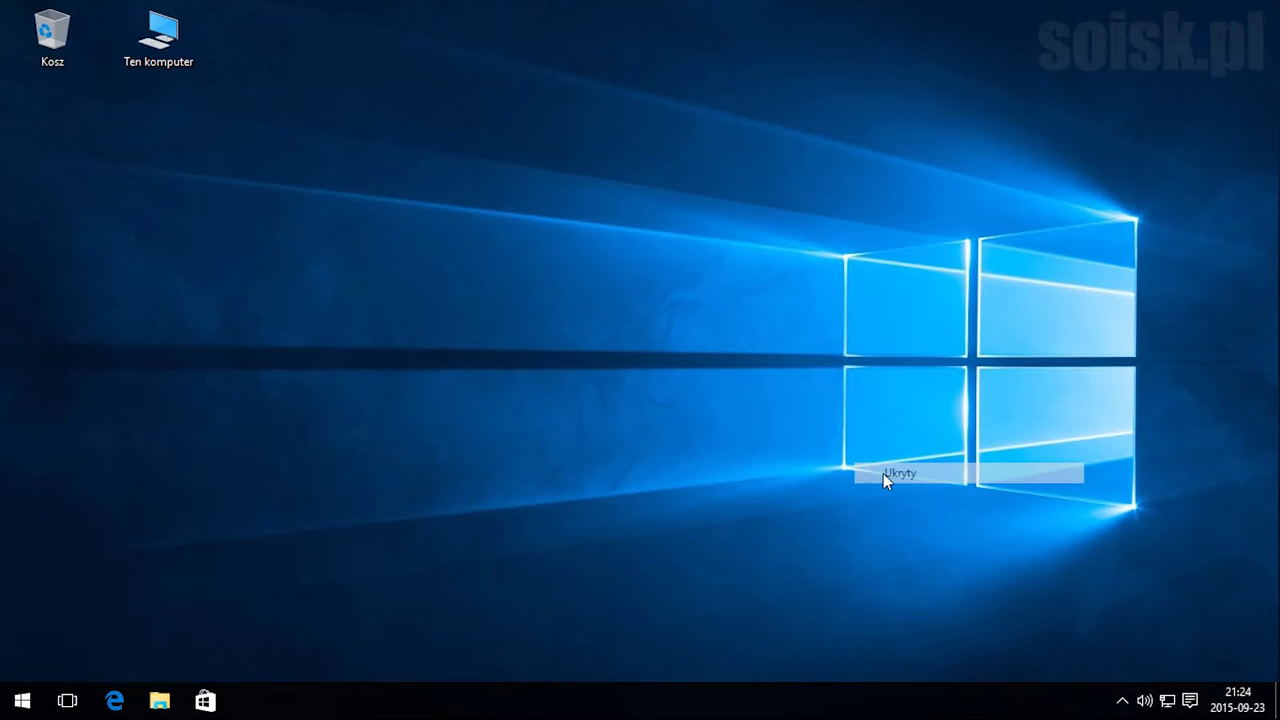 soisk.pl
Kosz
Ten komputer
Ukryty
21:24
2015-09-23